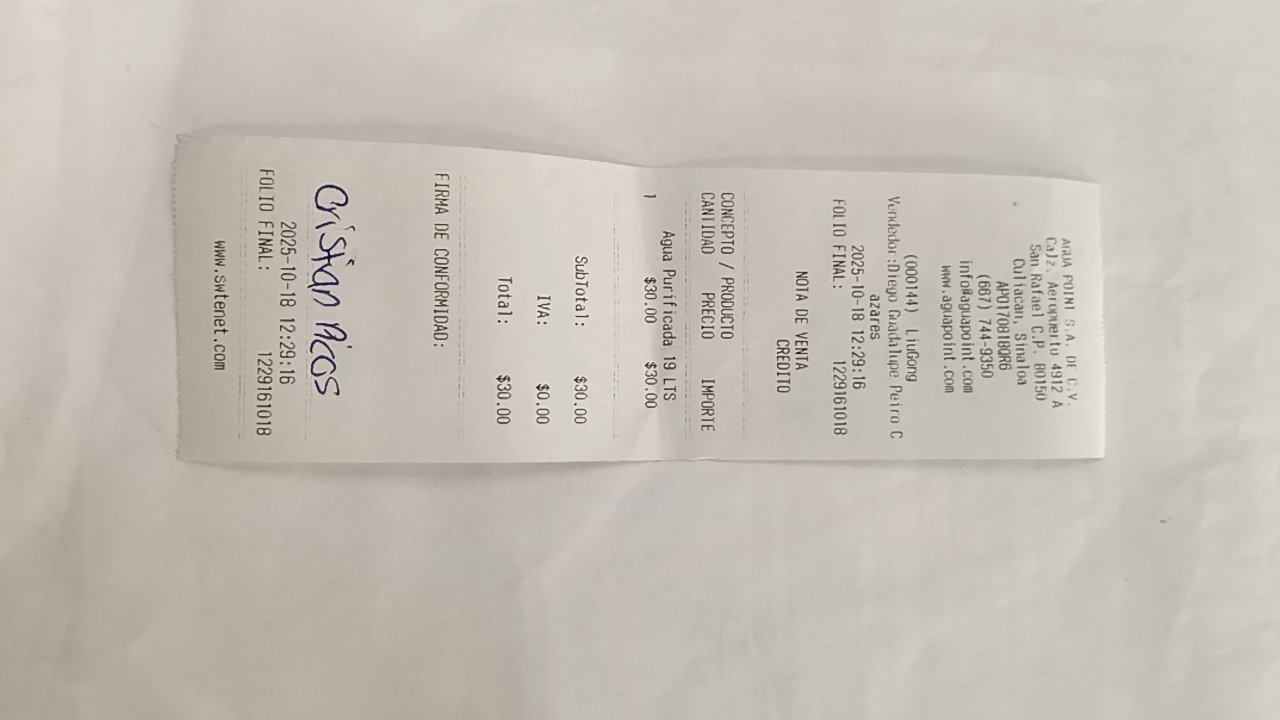 AGUA POINT S.A. DE C.V.
Calz. Aeropuerto 4912 A
San Rafael C.P. 80150
Culiacan, Sinaloa
APO170818QR6
(667) 744-9350
info@aguapoint.com
www.aguapoint.com
(000144) LiuGong
Vendedor:Diego Guadalupe Peiro C
azares
2025-10-18 12:29:16
FOLIO FINAL: 1229161018
NOTA DE VENTA
CREDITO
CONCEPTO / PRODUCTO
CANTIDAD PRECIO IMPORTE
Agua Purificada 19 LTS
1 $30.00 $30.00
SubTotal: $30.00
IVA: $0.00
Total: $30.00
FIRMA DE CONFORMIDAD:
Cristian Picos
2025-10-18 12:29:16
FOLIO FINAL: 1229161018
www.swtenet.com